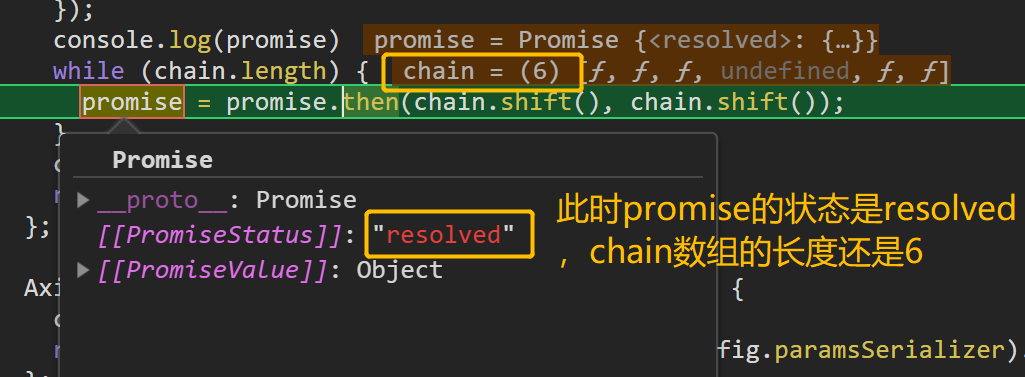 });
console.log(promise) promise = Promise {<resolved>: {…}}
while (chain.length) { chain = (6) [ƒ, ƒ, ƒ, undefined, ƒ, ƒ]
promise = promise.then(chain.shift(), chain.shift());
}
Promise
__proto__: Promise
[[PromiseStatus]]: "resolved"
[[PromiseValue]]: Object
此时promise的状态是resolved
，chain数组的长度还是6
};
Axi {
fig.paramsSerializer).